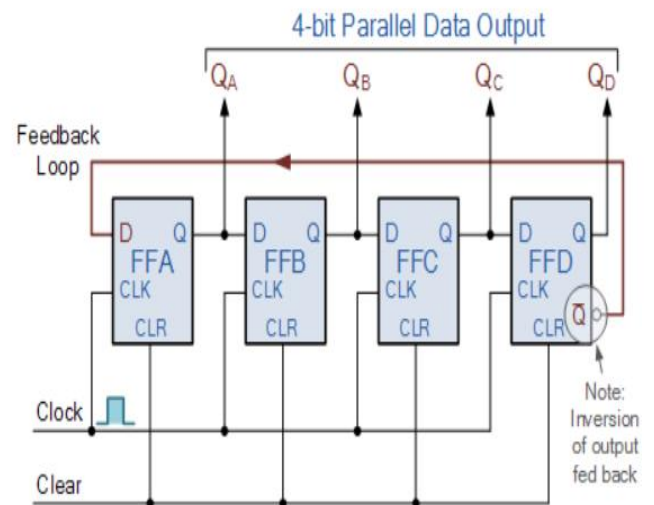 4-bit Parallel Data Output
QA QB QC QD
Feedback
Loop
D Q D Q D Q D Q
FFA FFB FFC FFD
CLK CLK CLK CLK
Q̅
CLR CLR CLR CLR
Clock
Clear
Note:
Inversion
of output
fed back